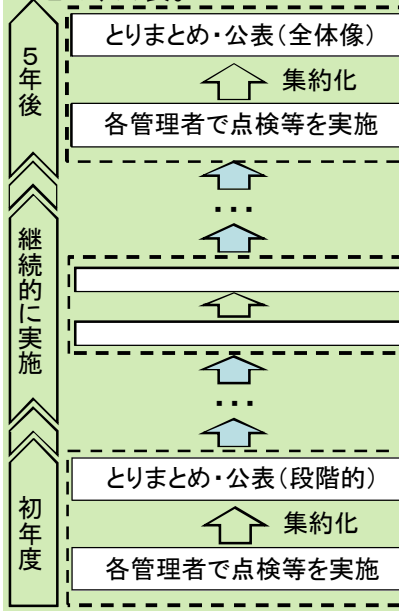 5年後
とりまとめ・公表(全体像)
集約化
各管理者で点検等を実施
…
継続的に実施
…
とりまとめ・公表(段階的)
集約化
初年度
各管理者で点検等を実施